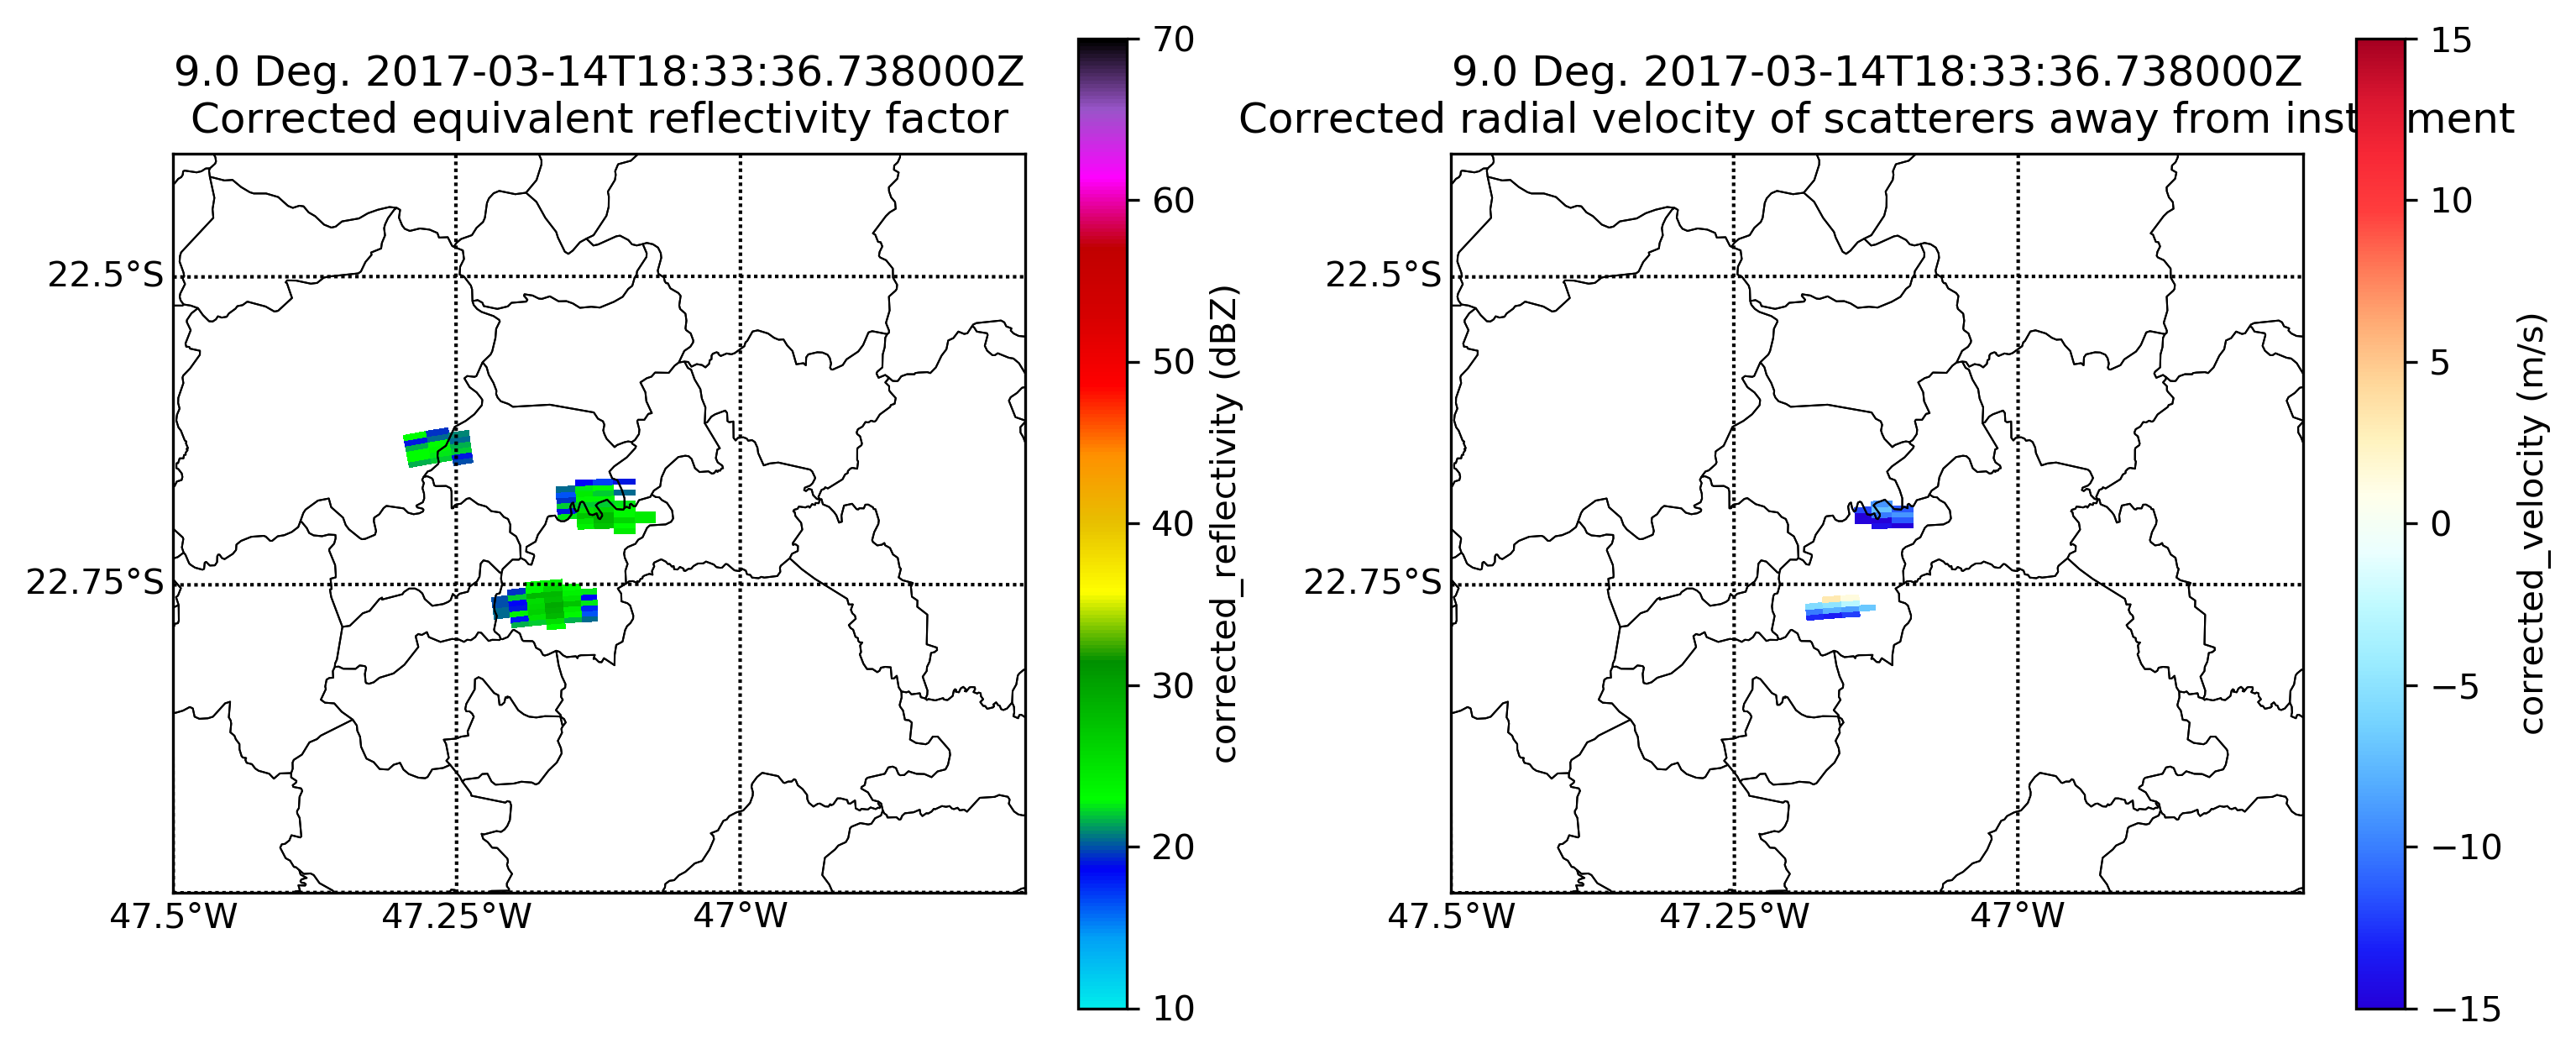 9.0 Deg. 2017-03-14T18:33:36.738000Z
Corrected equivalent reflectivity factor
22.5°S
22.75°S
47.5°W
47.25°W
47°W
70
60
50
40
30
20
10
corrected_reflectivity (dBZ)
9.0 Deg. 2017-03-14T18:33:36.738000Z
Corrected radial velocity of scatterers away from inst ment
22.5°S
22.75°S
47.5°W
47.25°W
47°W
15
10
5
0
−5
−10
−15
corrected_velocity (m/s)